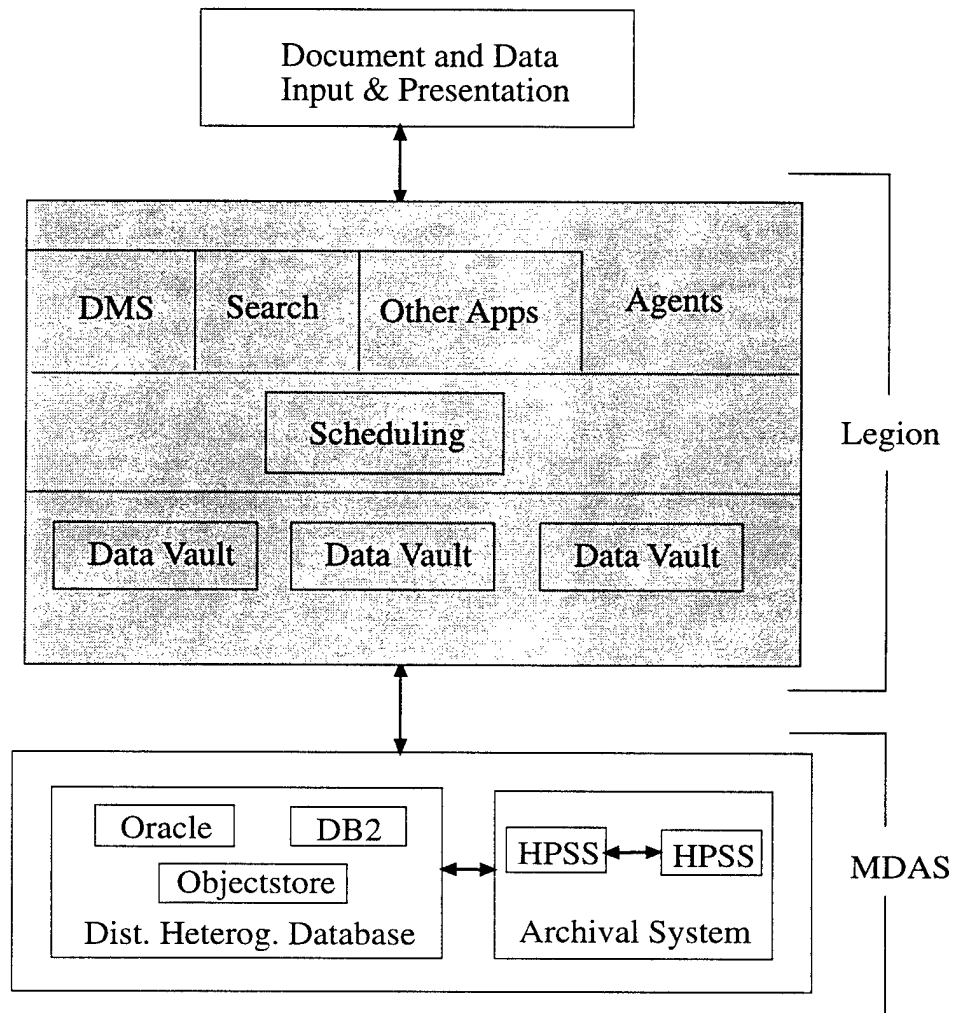 Document and Data
Input & Presentation
DMS
Search
Other Apps
Agents
Scheduling
Legion
Data Vault
Data Vault
Data Vault
Oracle
DB2
Objectstore
Dist. Heterog. Database
HPSS
HPSS
Archival System
MDAS